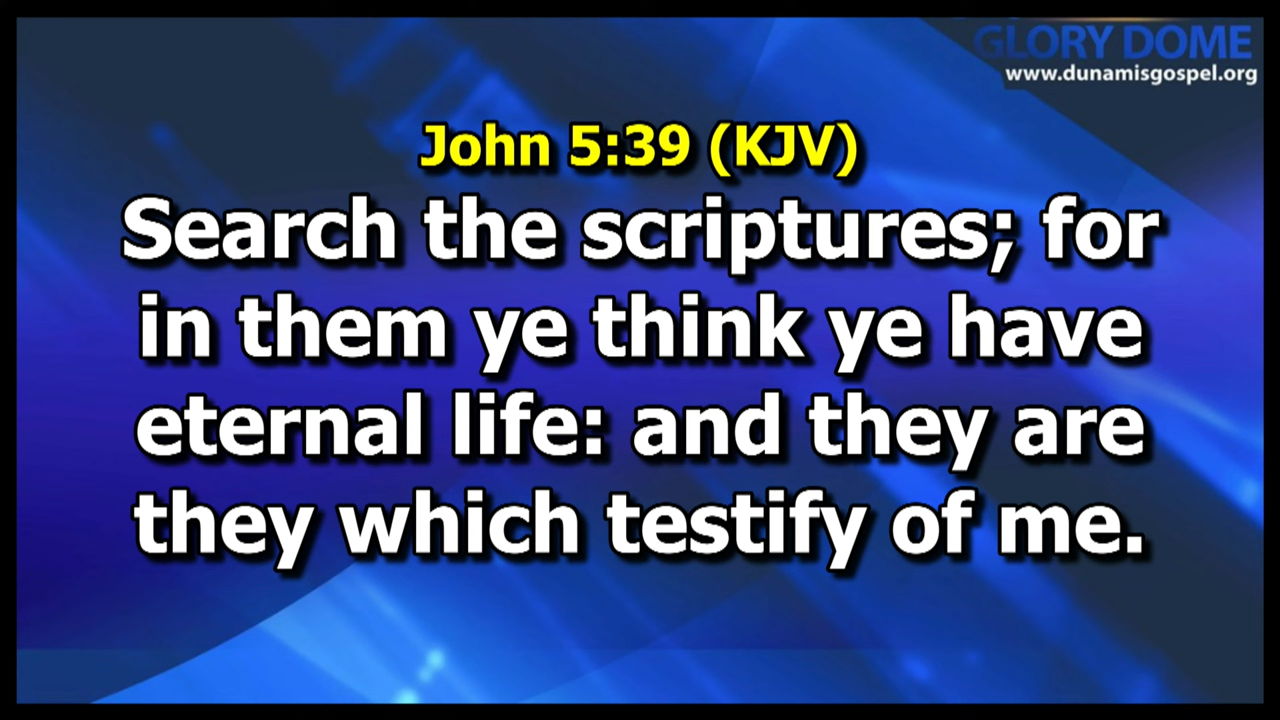 GLORY DOME
www.dunamisgospel.org
John 5:39 (KJV)
Search the scriptures; for
in them ye think ye have
eternal life: and they are
they which testify of me.